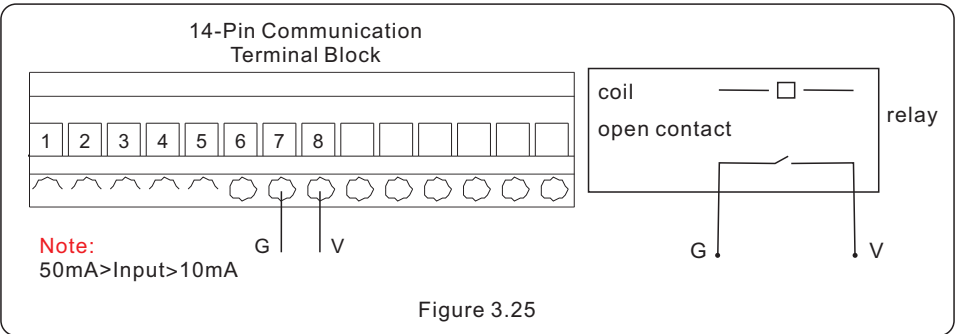 14-Pin Communication
Terminal Block
1 2 3 4 5 6 7 8
coil
open contact
relay
G V
G V
Note:
50mA>Input>10mA
Figure 3.25